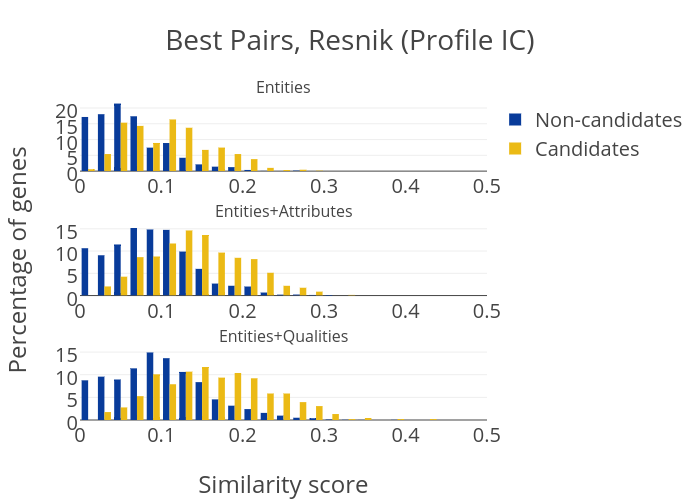 Best Pairs, Resnik (Profile IC)
Entities
Non-candidates
Candidates
Percentage of genes
20
15
10
5
0
0 0.1 0.2 0.3 0.4 0.5
Entities+Attributes
15
10
5
0
0 0.1 0.2 0.3 0.4 0.5
Entities+Qualities
15
10
5
0
0 0.1 0.2 0.3 0.4 0.5
Similarity score